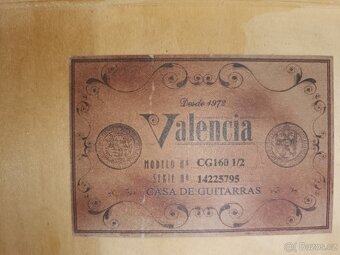 Desde 1972
Valencia
MODELO Nº CG160 1/2
SERIE Nº 14225795
CASA DE GUITARRAS